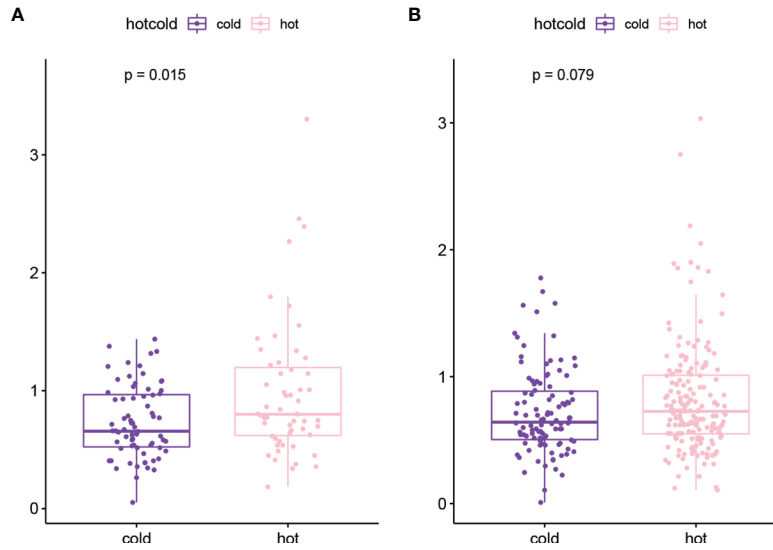 A
hotcold cold hot
p = 0.015
3
2
1
0
cold hot
B
hotcold cold hot
p = 0.079
3
2
1
0
cold hot